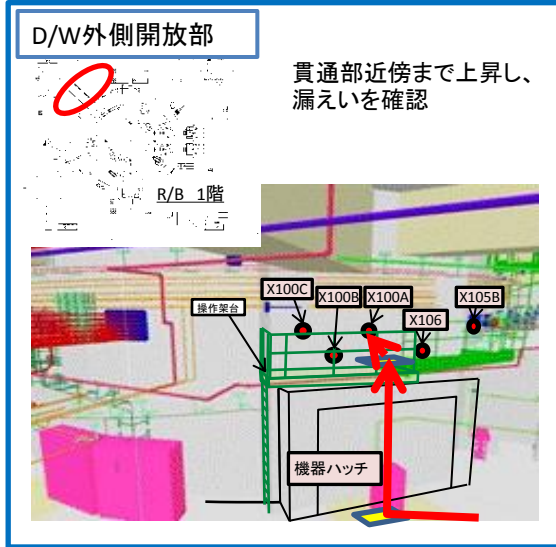 D/W外側開放部
貫通部近傍まで上昇し、
漏えいを確認
R/B 1階
X100C
X100B
X100A
X105B
X106
操作架台
機器ハッチ